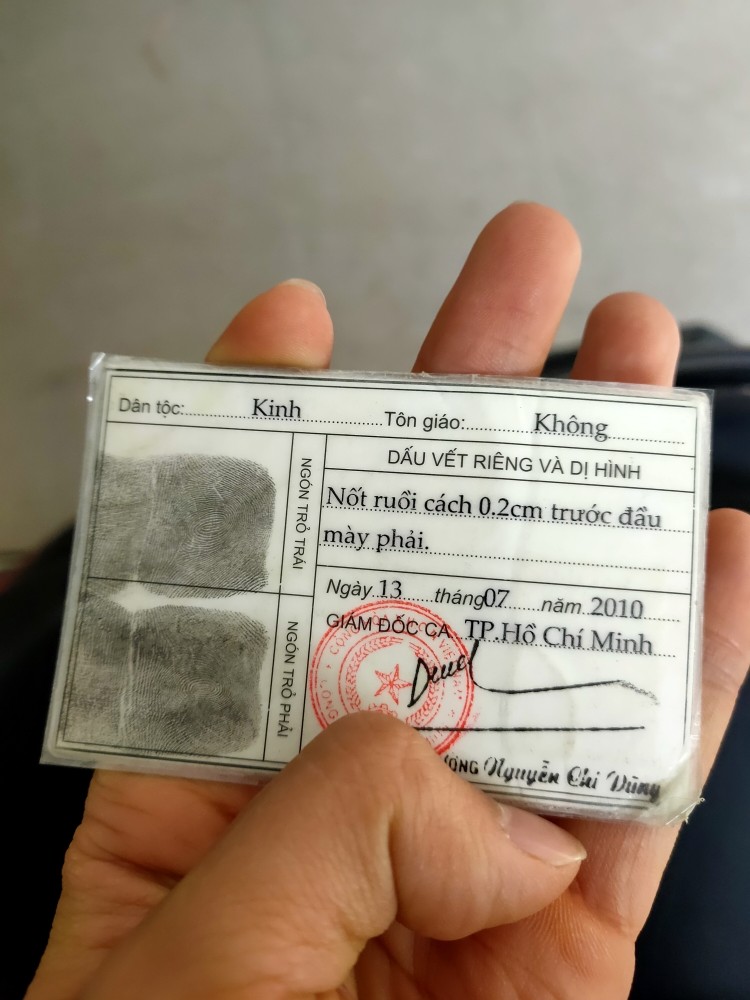 Dân tộc: Kinh Tôn giáo: Không
DẤU VẾT RIÊNG VÀ DỊ HÌNH
Nốt ruồi cách 0.2cm trước đầu
mày phải.
NGÓN TRỎ TRÁI
Ngày 13 tháng 07 năm 2010
GIÁM ĐỐC CA. TP Hồ Chí Minh
NGÓN TRỎ PHẢI
Nguyễn Chí Dũng